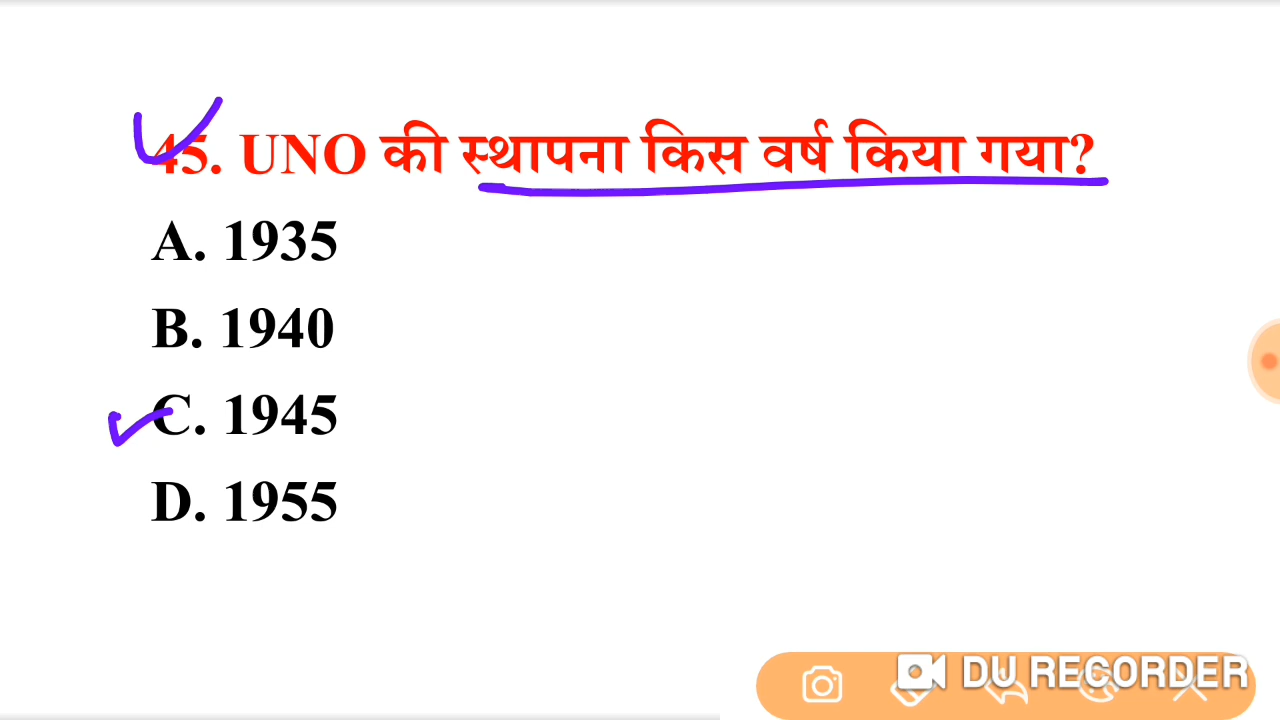 45. UNO की स्थापना किस वर्ष किया गया?
A. 1935
B. 1940
C. 1945
D. 1955
DU RECORDER